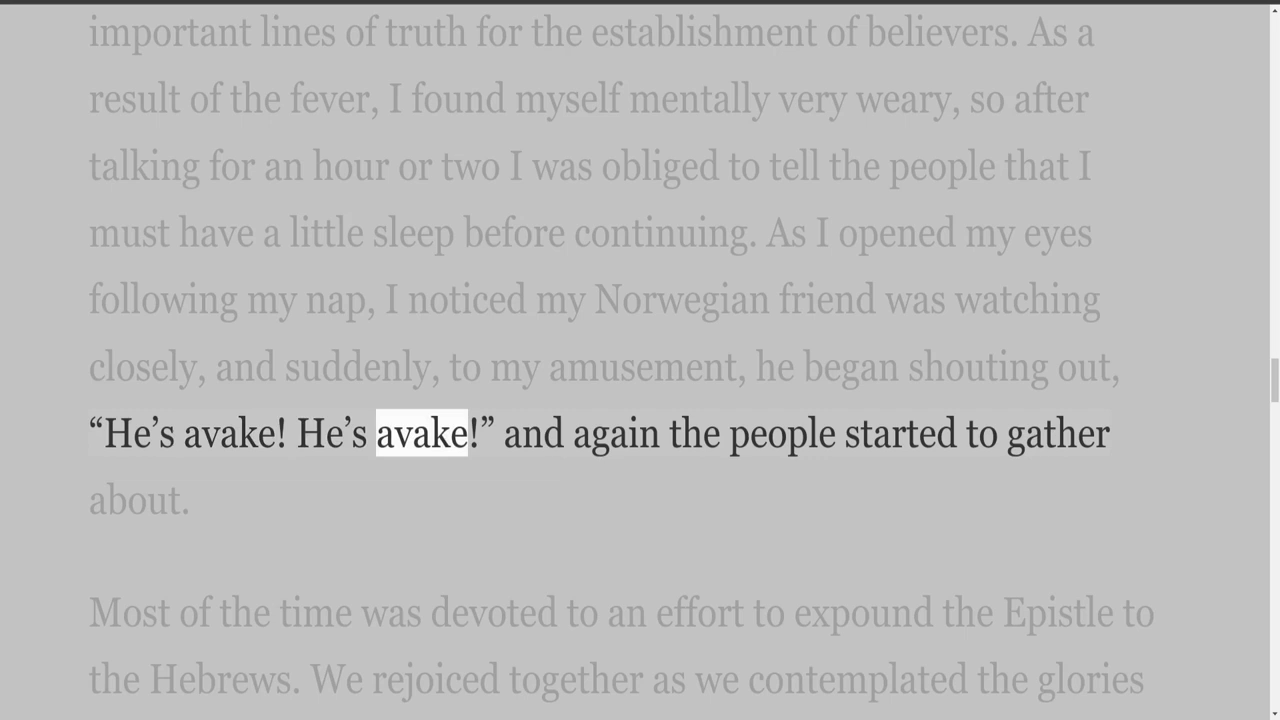 important lines of truth for the establishment of believers. As a
result of the fever, I found myself mentally very weary, so after
talking for an hour or two I was obliged to tell the people that I
must have a little sleep before continuing. As I opened my eyes
following my nap, I noticed my Norwegian friend was watching
closely, and suddenly, to my amusement, he began shouting out,
“He’s avake! He’s avake!” and again the people started to gather
about.
Most of the time was devoted to an effort to expound the Epistle to
the Hebrews. We rejoiced together as we contemplated the glories